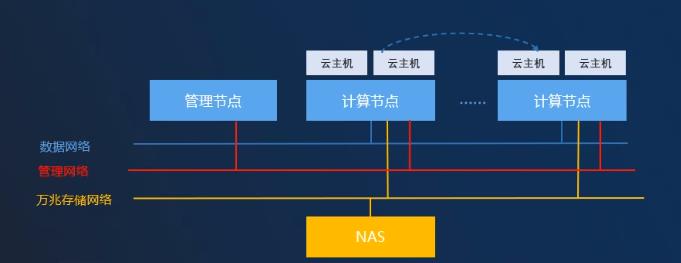 云主机 云主机 云主机 云主机
管理节点 计算节点 …… 计算节点
数据网络
管理网络
万兆存储网络
NAS